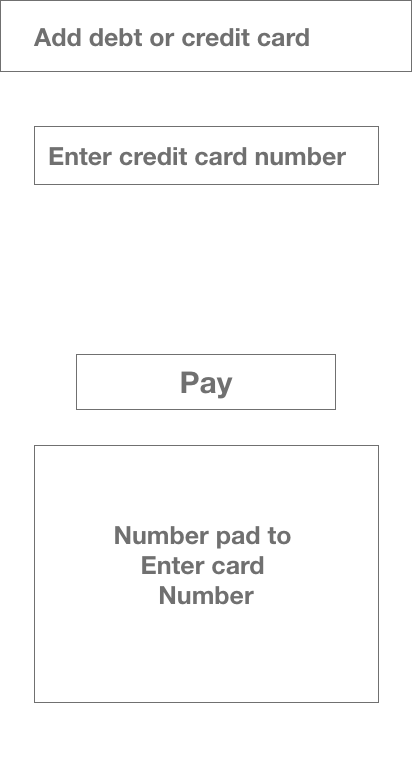 Add debt or credit card
Enter credit card number
Pay
Number pad to
Enter card
Number